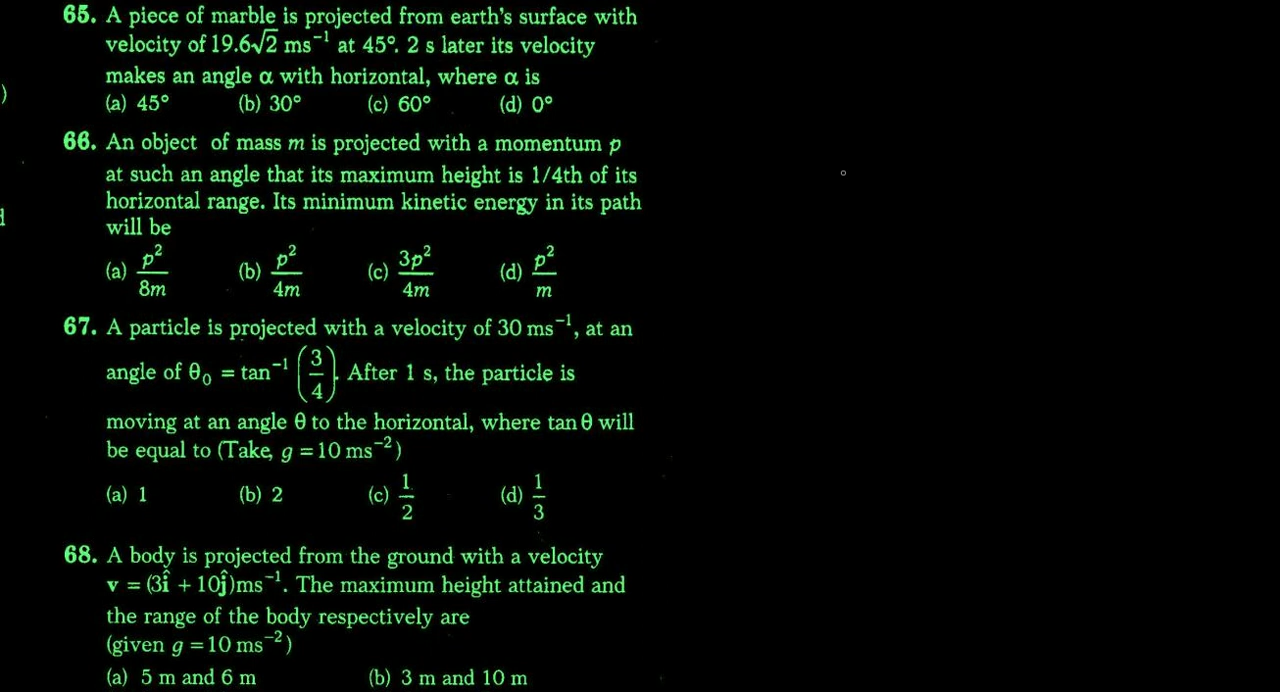 65. A piece of marble is projected from earth's surface with
velocity of 19.6√2 ms⁻¹ at 45°. 2 s later its velocity
makes an angle α with horizontal, where α is
(a) 45° (b) 30° (c) 60° (d) 0°
66. An object of mass m is projected with a momentum p
at such an angle that its maximum height is 1/4th of its
horizontal range. Its minimum kinetic energy in its path
will be
(a) p²/8m (b) p²/4m (c) 3p²/4m (d) p²/m
67. A particle is projected with a velocity of 30 ms⁻¹, at an
angle of θ₀ = tan⁻¹(3/4). After 1 s, the particle is
moving at an angle θ to the horizontal, where tan θ will
be equal to (Take, g = 10 ms⁻²)
(a) 1 (b) 2 (c) 1/2 (d) 1/3
68. A body is projected from the ground with a velocity
v = (3î + 10ĵ)ms⁻¹. The maximum height attained and
the range of the body respectively are
(given g = 10 ms⁻²)
(a) 5 m and 6 m (b) 3 m and 10 m